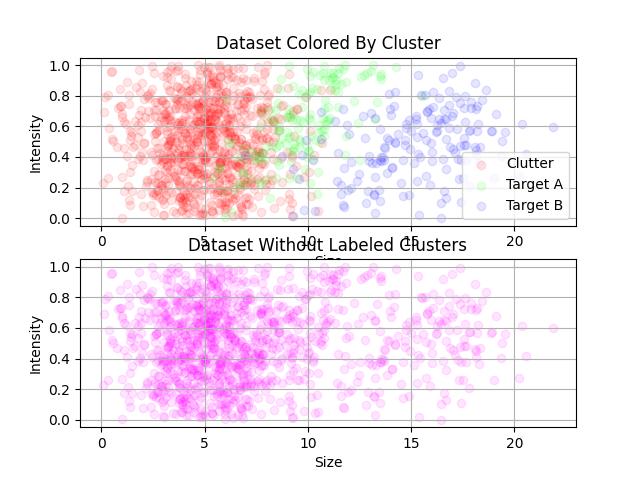 Dataset Colored By Cluster
1.0
0.8
0.6
0.4
0.2
0.0
Intensity
Clutter
Target A
Target B
0 5 10 15 20
Size
Dataset Without Labeled Clusters
1.0
0.8
0.6
0.4
0.2
0.0
Intensity
0 5 10 15 20
Size